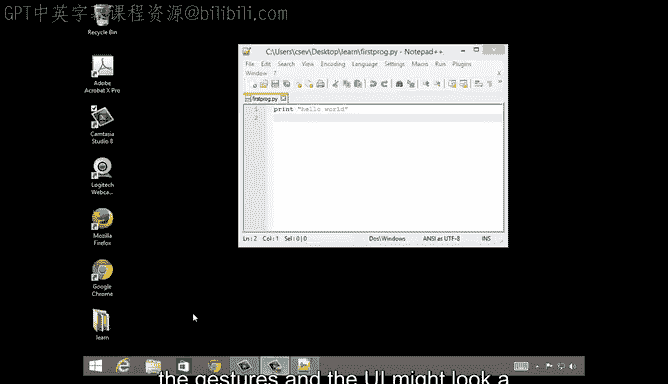 GPT中英字幕课程资源@bilibili.com
Recycle Bin
Adobe
Acrobat X Pro
Camtasia
Studio 8
Logitech
Webca...
Mozilla
Firefox
Google
Chrome
learn
C:\Users\csev\Desktop\learn\firstprog.py - Notepad++
File Edit Search View Encoding Language Settings Macro Run Plugins
Window ?
firstprog.py
1 print "hello world"
2
Ln : 2 Col : 1 Sel : 0 | 0
Dos\Windows
ANSI as UTF-8
INS
the gestures and the UI might look a